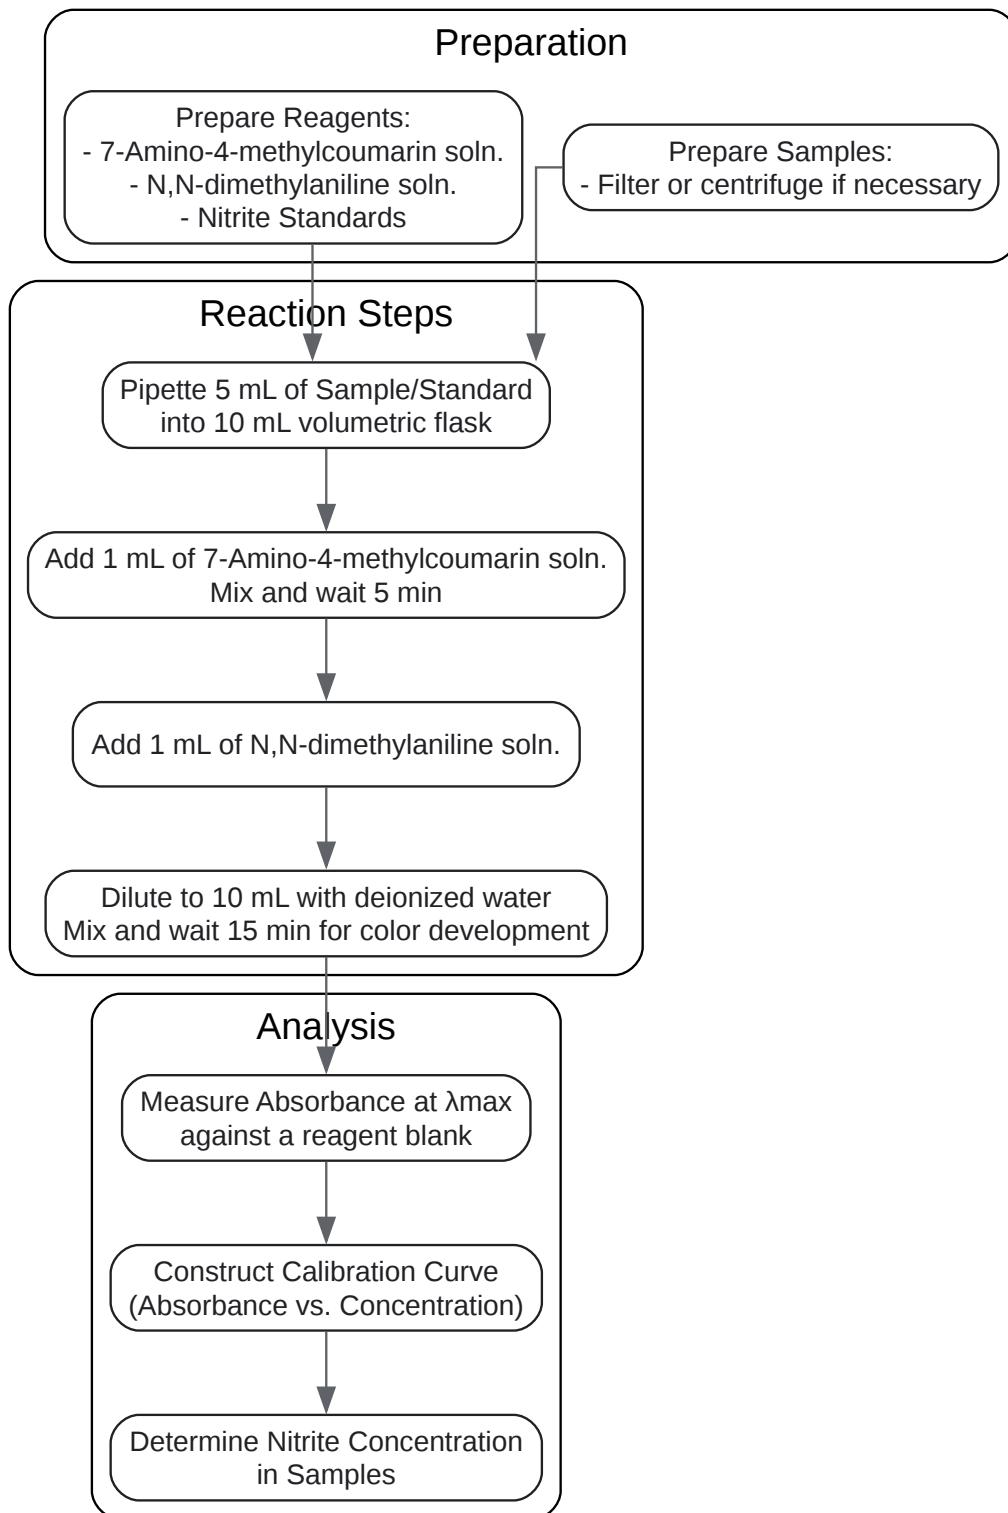 Preparation
Prepare Reagents:
- 7-Amino-4-methylcoumarin soln.
- N,N-dimethylaniline soln.
- Nitrite Standards
Prepare Samples:
- Filter or centrifuge if necessary
Reaction Steps
Pipette 5 mL of Sample/Standard
into 10 mL volumetric flask
Add 1 mL of 7-Amino-4-methylcoumarin soln.
Mix and wait 5 min
Add 1 mL of N,N-dimethylaniline soln.
Dilute to 10 mL with deionized water
Mix and wait 15 min for color development
Analysis
Measure Absorbance at λmax
against a reagent blank
Construct Calibration Curve
(Absorbance vs. Concentration)
Determine Nitrite Concentration
in Samples